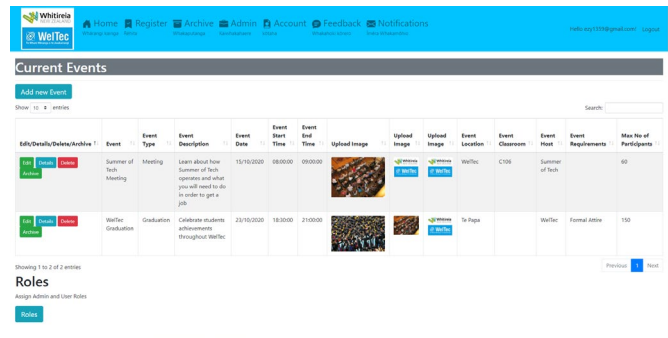 Whitireia
NEW ZEALAND
WelTec
Home Register Archive Admin Account Feedback Notifications
Hello Logout
Current Events
Add new Event
Show 10 entries
Search:
Edit/Details/Delete/Archive Event Event Type Event Description Event Date Event Start Time Event End Time Upload Image Upload Image Upload Image Event Location Event Classroom Event Host Event Requirements Max No of Participants
Edit Details Delete Archive Summer of Tech Meeting Meeting Learn about how Summer of Tech operates and what you will need to do in order to get a job 15/10/2020 08:00:00 09:00:00 Whitireia WelTec Whitireia WelTec WelTec C106 Summer of Tech 60
Edit Details Delete Archive WelTec Graduation Graduation Celebrate students achievements throughout WelTec 23/10/2020 18:30:00 21:00:00 Whitireia WelTec Te Papa WelTec Formal Attire 150
Showing 1 to 2 of 2 entries
Previous 1 Next
Roles
Assign Admin and User Roles
Roles